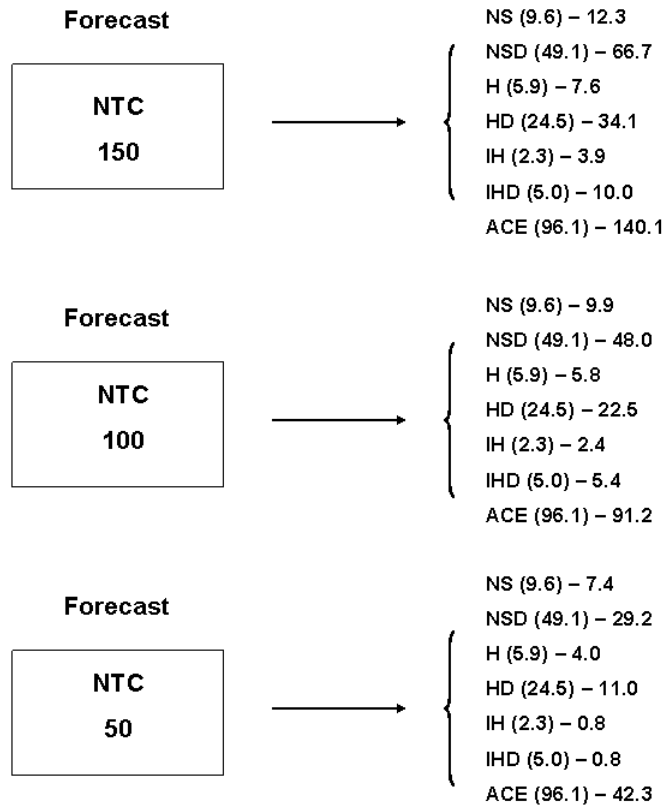 Forecast
NTC
150
NS (9.6) – 12.3
NSD (49.1) – 66.7
H (5.9) – 7.6
HD (24.5) – 34.1
IH (2.3) – 3.9
IHD (5.0) – 10.0
ACE (96.1) – 140.1
Forecast
NTC
100
NS (9.6) – 9.9
NSD (49.1) – 48.0
H (5.9) – 5.8
HD (24.5) – 22.5
IH (2.3) – 2.4
IHD (5.0) – 5.4
ACE (96.1) – 91.2
Forecast
NTC
50
NS (9.6) – 7.4
NSD (49.1) – 29.2
H (5.9) – 4.0
HD (24.5) – 11.0
IH (2.3) – 0.8
IHD (5.0) – 0.8
ACE (96.1) – 42.3